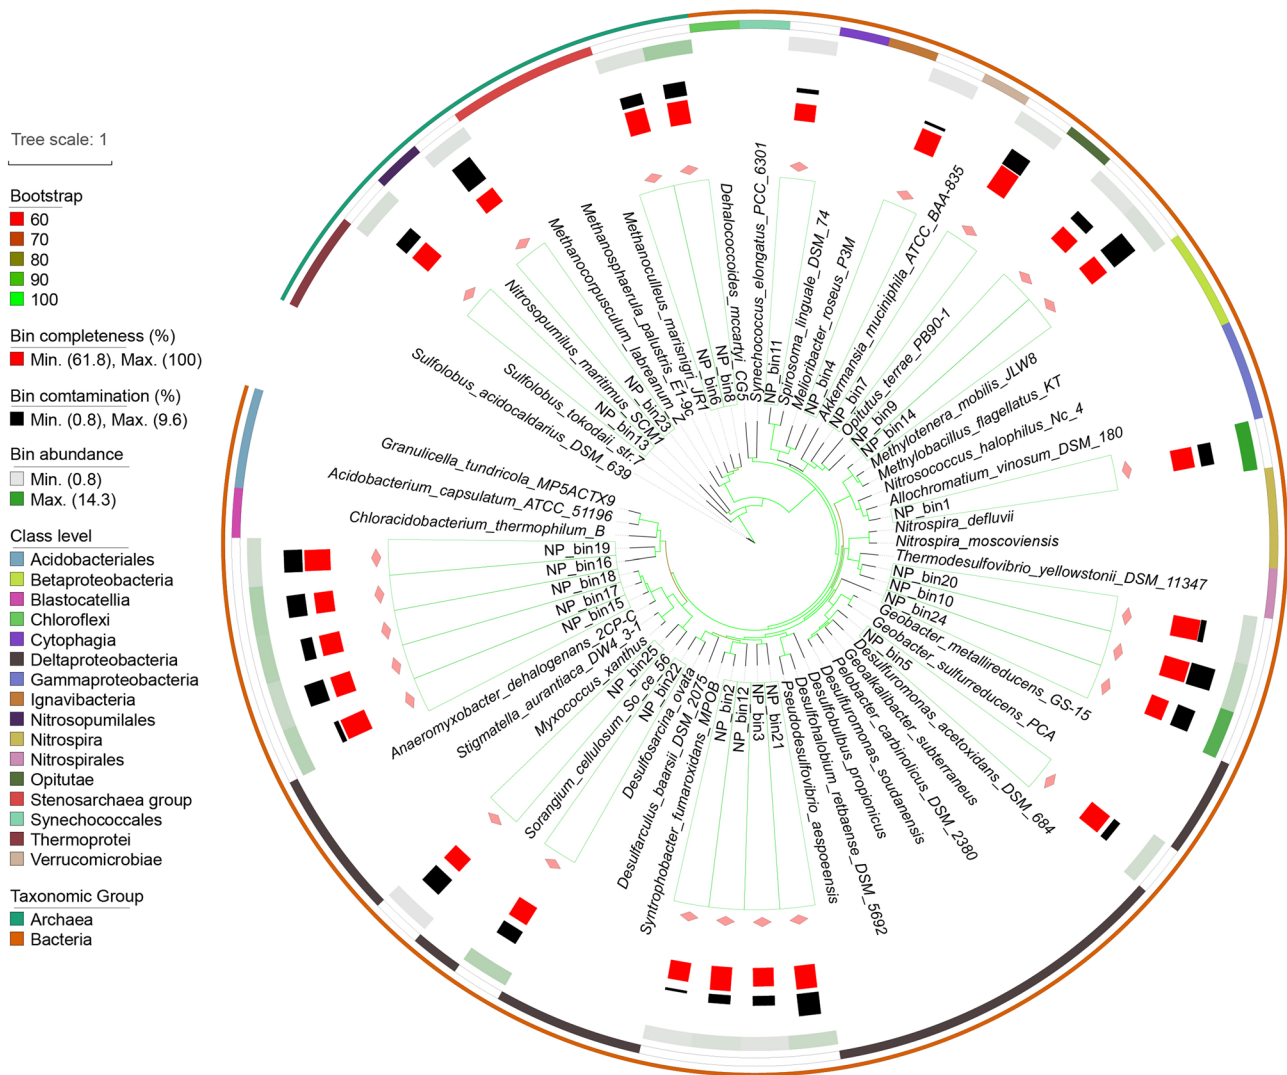 Tree scale: 1
Bootstrap
60
70
80
90
100
Bin completeness (%)
Min. (61.8), Max. (100)
Bin comtamination (%)
Min. (0.8), Max. (9.6)
Bin abundance
Min. (0.8)
Max. (14.3)
Class level
Acidobacteriales
Betaproteobacteria
Blastocatellia
Chloroflexi
Cytophagia
Deltaproteobacteria
Gammaproteobacteria
Ignavibacteria
Nitrosopumilales
Nitrospira
Nitrospirales
Opitutae
Stenosarchaea group
Synechococcales
Thermoprotei
Verrucomicrobiae
Taxonomic Group
Archaea
Bacteria
Sulfolobus_acidocaldarius_DSM_639
Sulfolobus_tokodaii_str.7
NP_bin13
Nitrosopumilus_maritimus_SCM1
NP_bin23
Methanocorpusculum_labreanum_Z
Methanosphaerula_palustris_E1-9c
Methanoculleus_marisnigri_JR1
NP_bin6
NP_bin8
Dehalococcoides_mccartyi_CG5
Synechococcus_elongatus_PCC_6301
NP_bin11
Spirosoma_linguale_DSM_74
Melioribacter_roseus_P3M
NP_bin4
Akkermansia_muciniphila_ATCC_BAA-835
NP_bin7
Opitutus_terrae_PB90-1
NP_bin9
NP_bin14
Methylotenera_mobilis_JLW8
Methylobacillus_flagellatus_KT
Nitrosococcus_halophilus_Nc_4
Allochromatium_vinosum_DSM_180
NP_bin1
Nitrospira_defluvii
Nitrospira_moscoviensis
Thermodesulfovibrio_yellowstonii_DSM_11347
NP_bin20
NP_bin10
NP_bin24
Geobacter_metallireducens_GS-15
Geobacter_sulfurreducens_PCA
NP_bin5
Desulfuromonas_acetoxidans_DSM_684
Geoalkalibacter_subterraneus
Pelobacter_carbinolicus_DSM_2380
Desulfuromonas_soudanensis
Desulfobulbus_propionicus
Desulfohalobium_retbaense_DSM_5692
Pseudodesulfovibrio_aespoeensis
NP_bin21
NP_bin3
NP_bin12
NP_bin2
Syntrophobacter_fumaroxidans_MPOB
Desulfarculus_baarsii_DSM_2075
Desulfosarcina_ovata
NP_bin22
Sorangium_cellulosum_So_ce_56
NP_bin25
Myxococcus_xanthus
Stigmatella_aurantiaca_DW4_3-1
Anaeromyxobacter_dehalogenans_2CP-C
NP_bin15
NP_bin17
NP_bin18
NP_bin16
NP_bin19
Chloracidobacterium_thermophilum_B
Acidobacterium_capsulatum_ATCC_51196
Granulicella_tundricola_MP5ACTX9